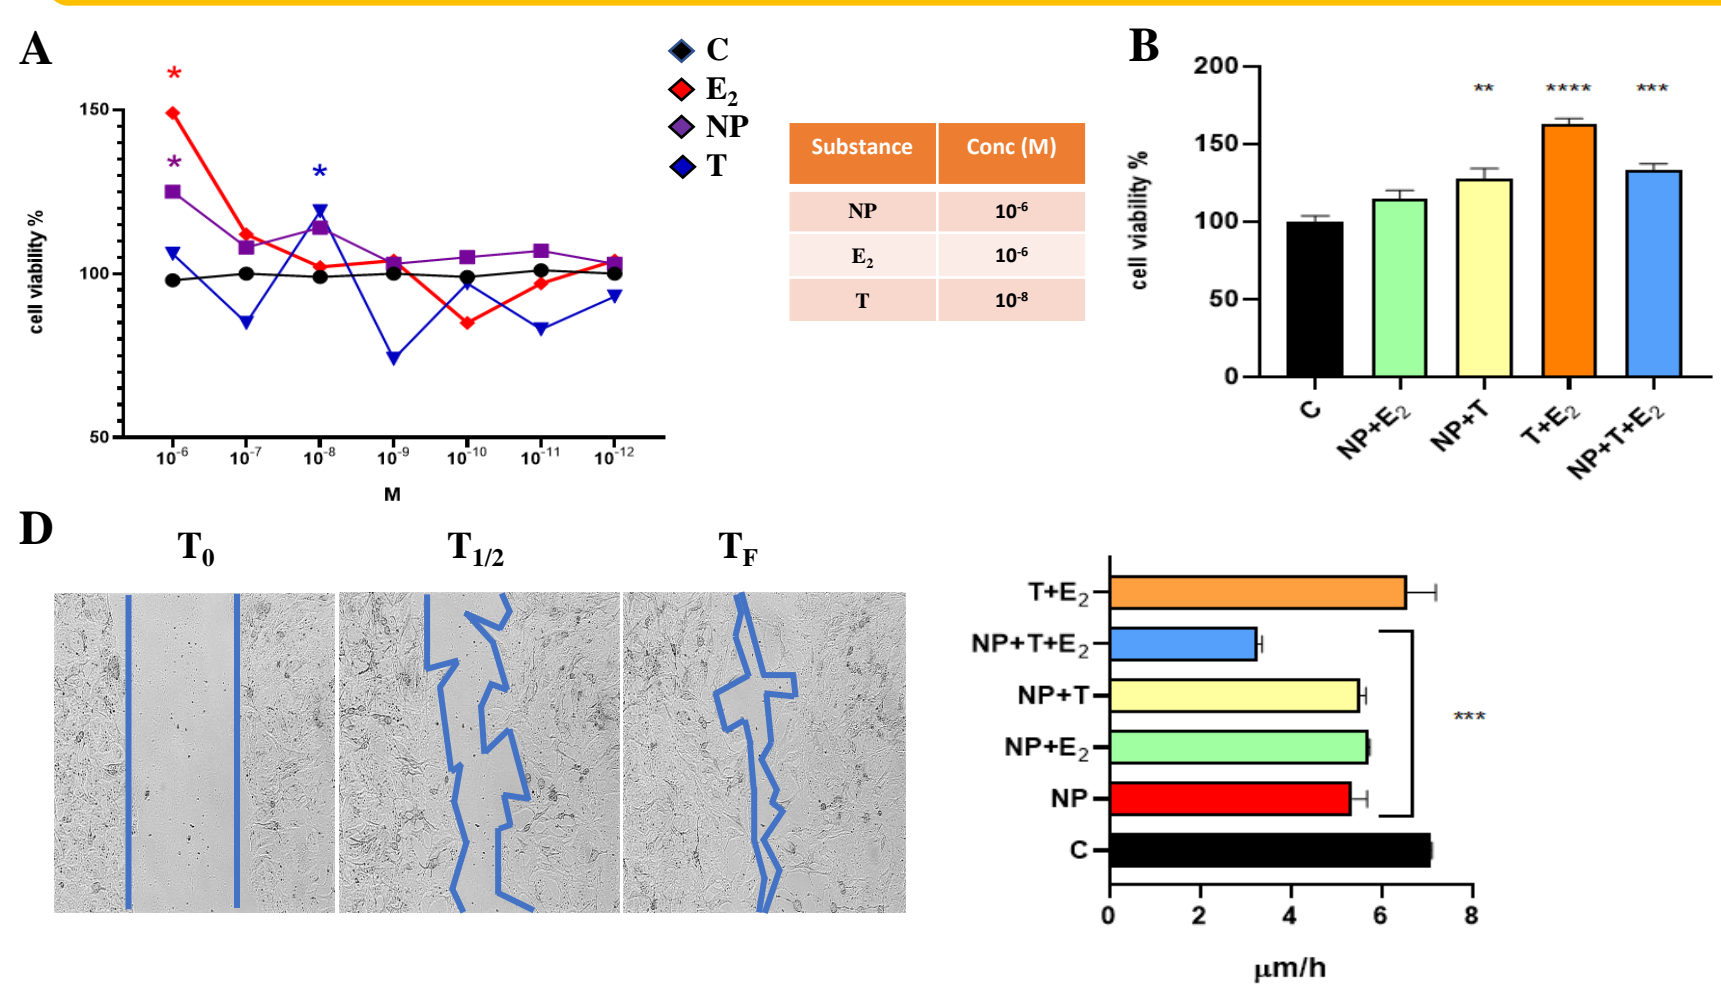 A
C
E₂
NP
T
*
*
*
150
100
50
cell viability %
10⁻⁶ 10⁻⁷ 10⁻⁸ 10⁻⁹ 10⁻¹⁰ 10⁻¹¹ 10⁻¹²
M
Substance Conc (M)
NP 10⁻⁶
E₂ 10⁻⁶
T 10⁻⁸
B
200
150
100
50
0
cell viability %
** **** ***
C NP+E₂ NP+T T+E₂ NP+T+E₂
D
T₀ T₁/₂ T_F
T+E₂
NP+T+E₂
NP+T
NP+E₂
NP
C
***
0 2 4 6 8
μm/h